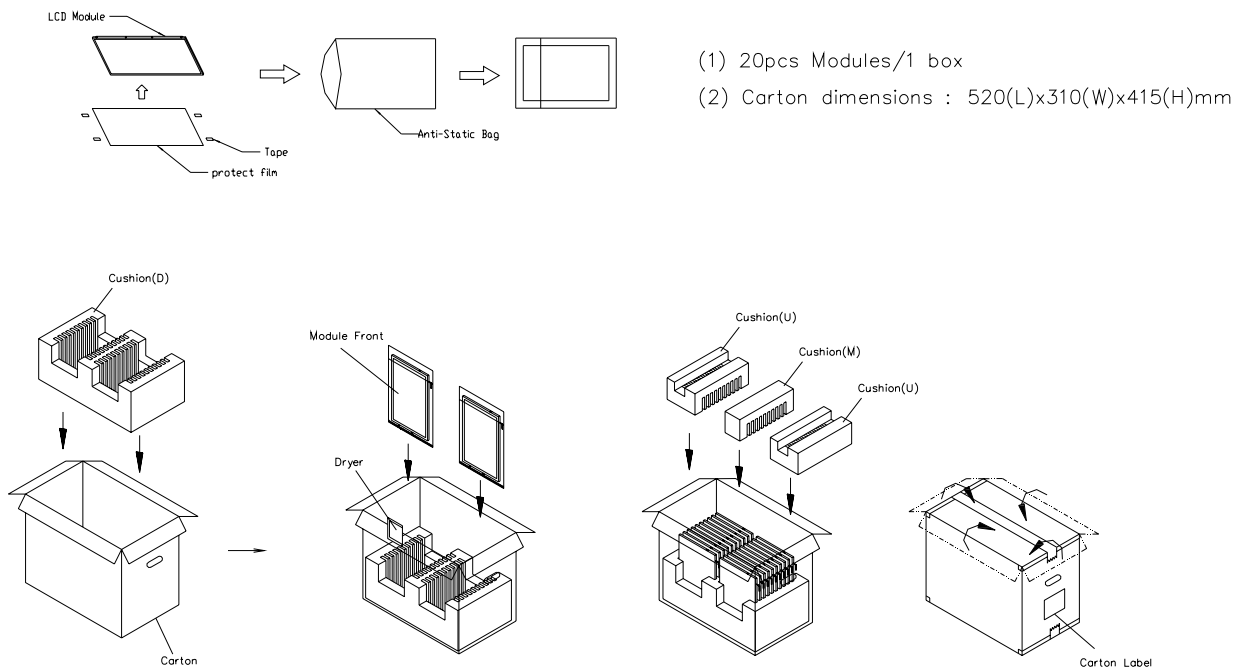 LCD Module
(1) 20pcs Modules/1 box
(2) Carton dimensions : 520(L)x310(W)x415(H)mm
Anti-Static Bag
Tape
protect film
Cushion(D)
Module Front
Cushion(U)
Cushion(M)
Cushion(U)
Dryer
Carton
Carton Label